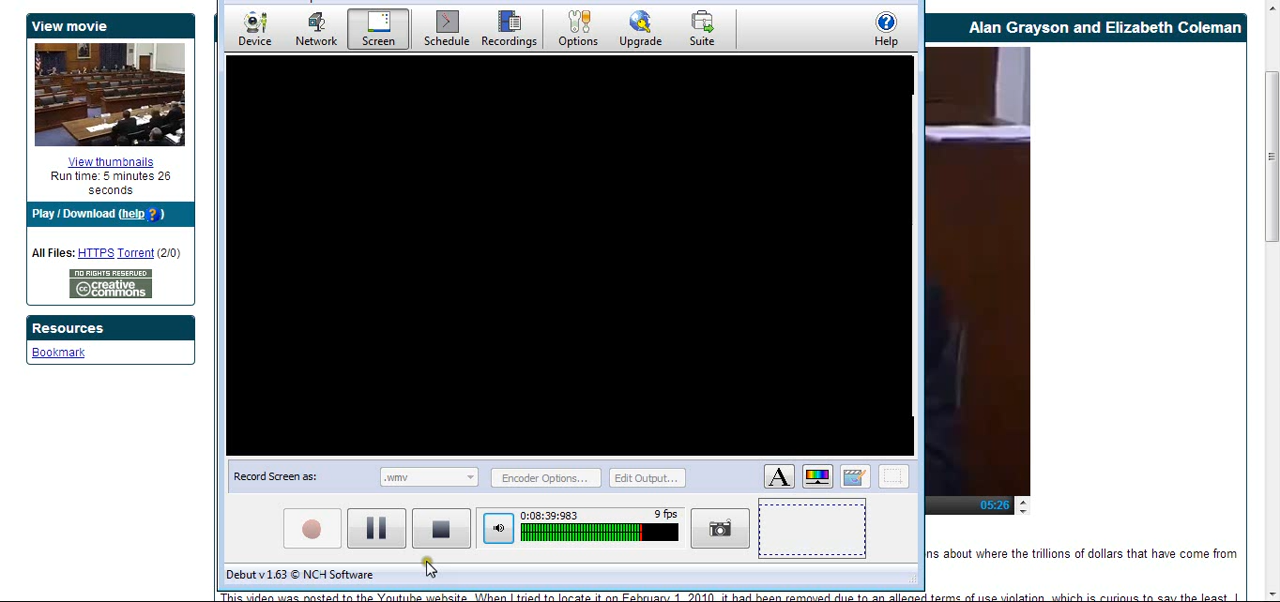 View movie
View thumbnails
Run time: 5 minutes 26
seconds
Play / Download (help ? )
All Files: HTTPS Torrent (2/0)
NO RIGHTS RESERVED
cc creative
commons
Resources
Bookmark
Device
Network
Screen
Schedule
Recordings
Options
Upgrade
Suite
Help
Record Screen as:
.wmv
Encoder Options...
Edit Output...
A
0:08:39:983
9 fps
Debut v 1.63 © NCH Software
Alan Grayson and Elizabeth Coleman
05:26
ns about where the trillions of dollars that have come from
This video was posted to the Youtube website. When I tried to locate it on February 1, 2010, it had been removed due to an alleged terms of use violation, which is curious to say the least. I